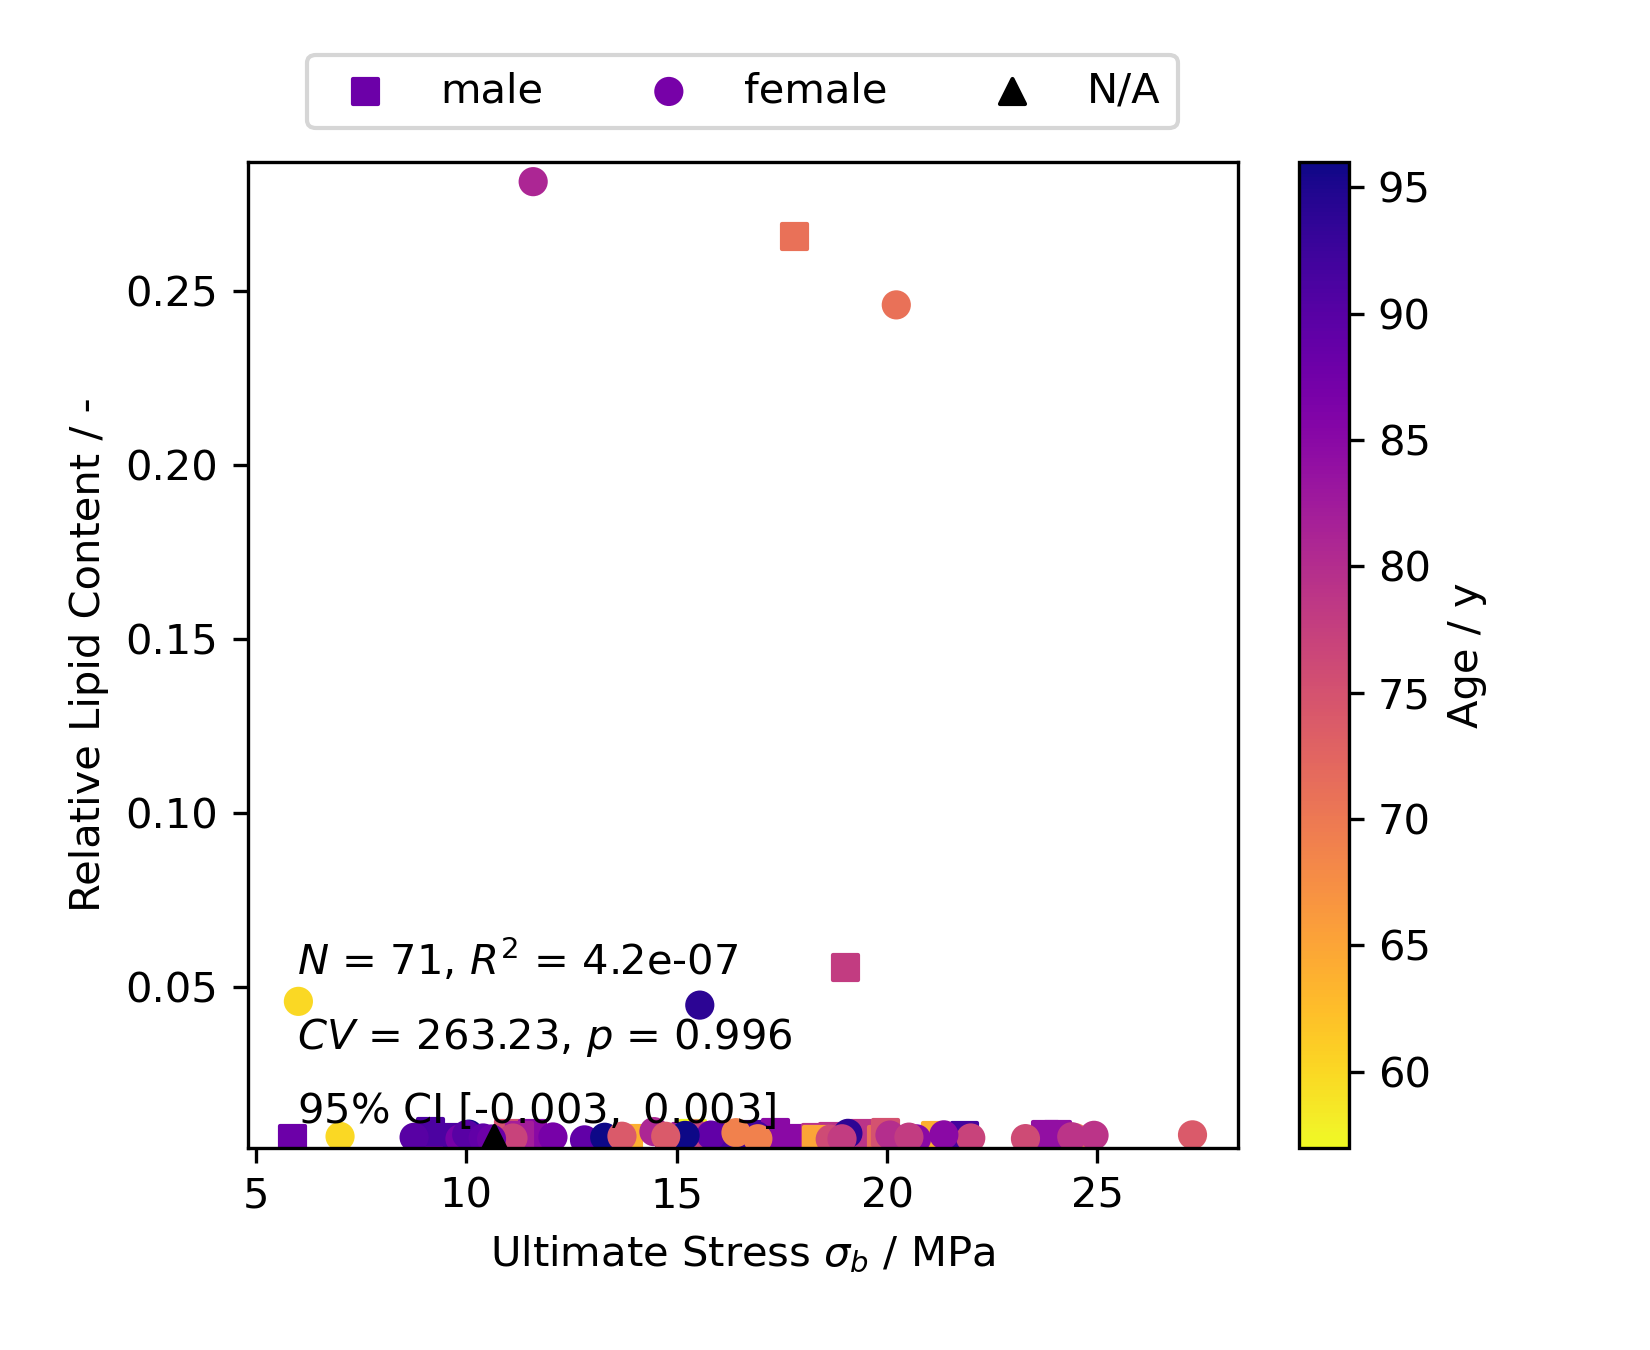 male female N/A
0.25
0.20
0.15
0.10
0.05
Relative Lipid Content / -
N = 71, R² = 4.2e-07
CV = 263.23, p = 0.996
95% CI [-0.003, 0.003]
5 10 15 20 25
Ultimate Stress σ_b / MPa
95
90
85
80
75
70
65
60
Age / y